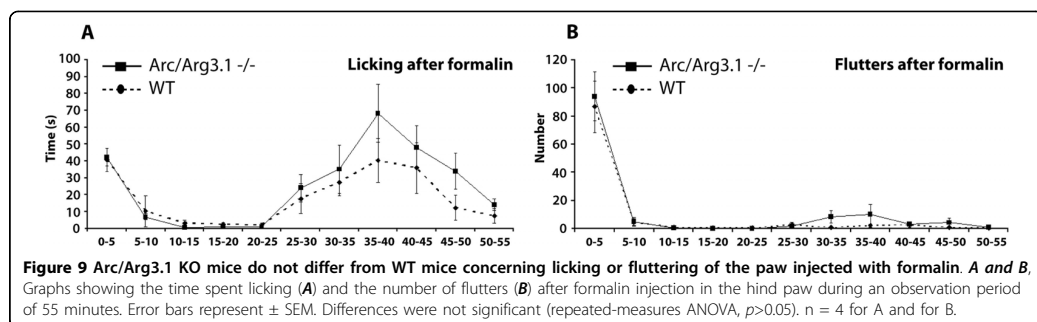 A
Licking after formalin
Arc/Arg3.1 -/-
WT
Time (s)
100
90
80
70
60
50
40
30
20
10
0
0-5 5-10 10-15 15-20 20-25 25-30 30-35 35-40 40-45 45-50 50-55
B
Flutters after formalin
Arc/Arg3.1 -/-
WT
Number
120
100
80
60
40
20
0
0-5 5-10 10-15 15-20 20-25 25-30 30-35 35-40 40-45 45-50 50-55
Figure 9 Arc/Arg3.1 KO mice do not differ from WT mice concerning licking or fluttering of the paw injected with formalin. A and B,
Graphs showing the time spent licking (A) and the number of flutters (B) after formalin injection in the hind paw during an observation period
of 55 minutes. Error bars represent ± SEM. Differences were not significant (repeated-measures ANOVA, p>0.05). n = 4 for A and for B.